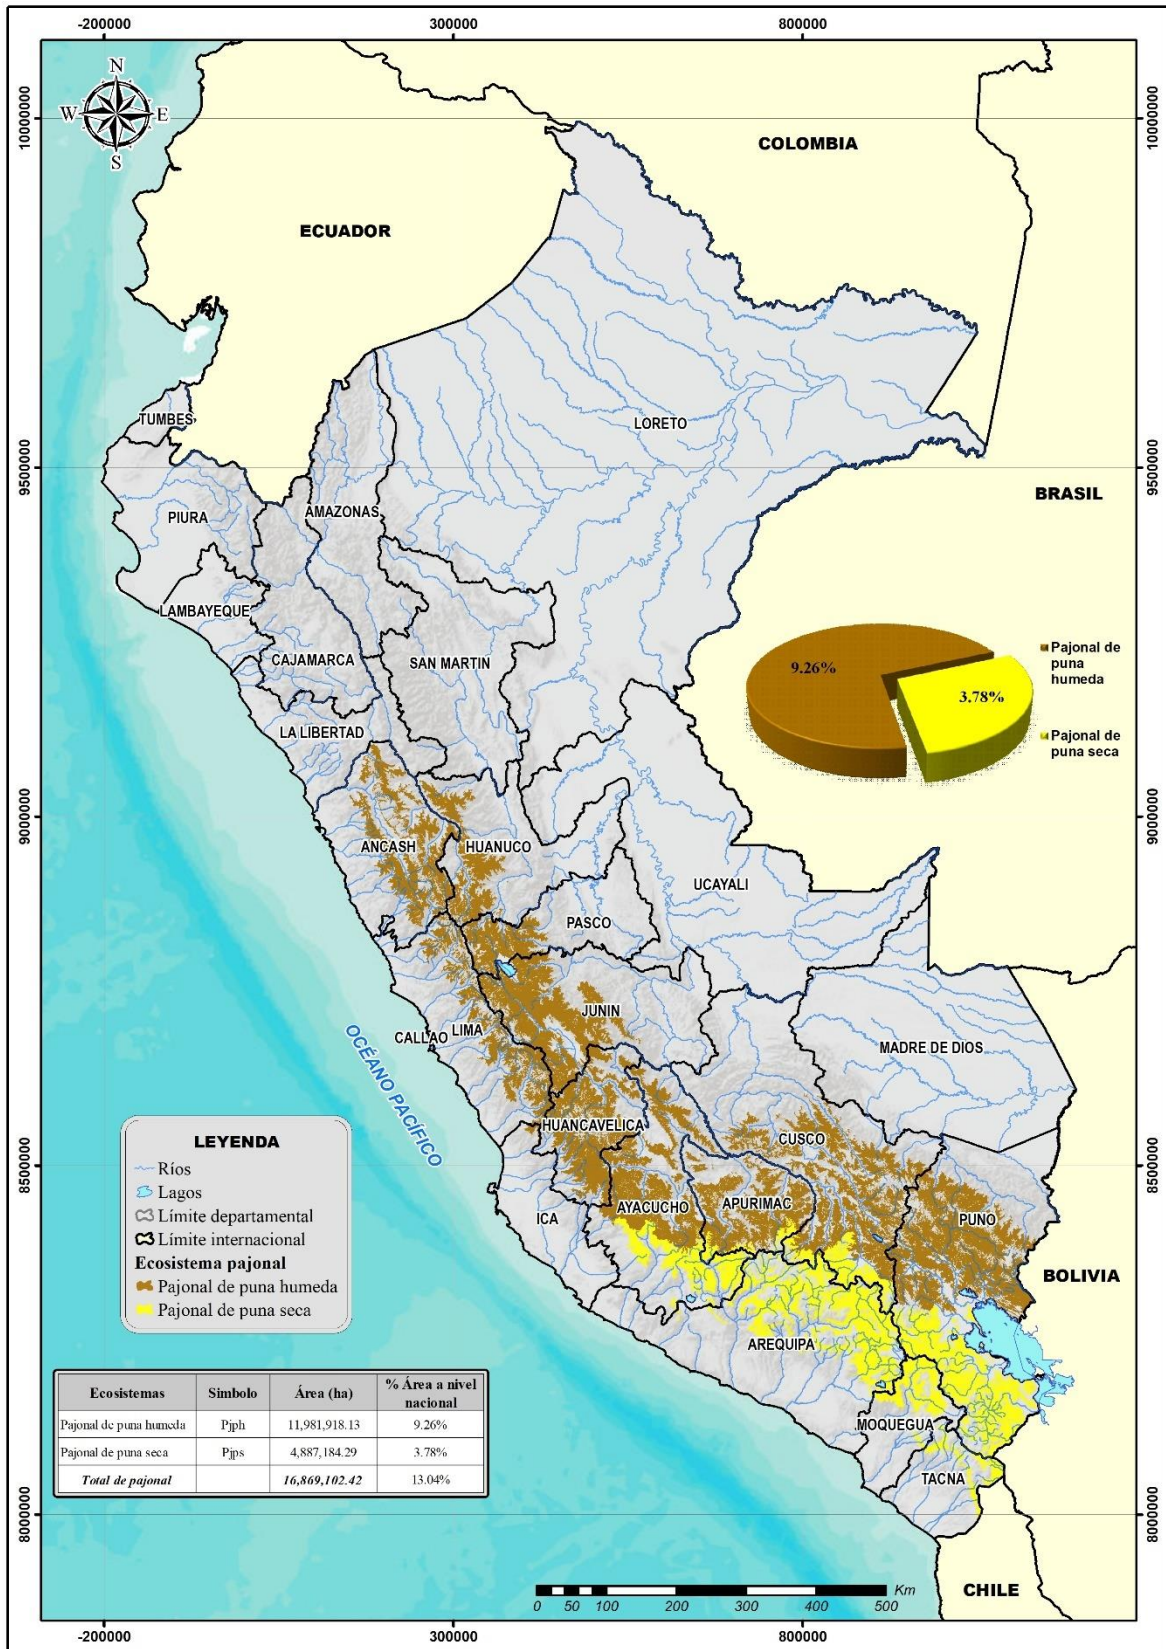 -200000 300000 800000
N
W E
S
10000000 10000000
COLOMBIA
ECUADOR
TUMBES
LORETO
9500000 9500000
BRASIL
PIURA
AMAZONAS
LAMBAYEQUE
CAJAMARCA
SAN MARTIN
9.26%
3.78%
Pajonal de
puna
humeda
Pajonal de
puna seca
LA LIBERTAD
9000000 9000000
ANCASH
HUANUCO
UCAYALI
PASCO
JUNIN
CALLAO
LIMA
MADRE DE DIOS
OCÉANO PACÍFICO
HUANCAVELICA
CUSCO
8500000 8500000
ICA
AYACUCHO
APURIMAC
PUNO
BOLIVIA
AREQUIPA
MOQUEGUA
TACNA
LEYENDA
Ríos
Lagos
Límite departamental
Límite internacional
Ecosistema pajonal
Pajonal de puna humeda
Pajonal de puna seca
Ecosistemas Simbolo Área (ha) % Área a nivel
nacional
Pajonal de puna humeda Pjph 11,981,918.13 9.26%
Pajonal de puna seca Pjps 4,887,184.29 3.78%
Total de pajonal 16,869,102.42 13.04%
8000000 8000000
CHILE
Km
0 50 100 200 300 400 500
-200000 300000 800000